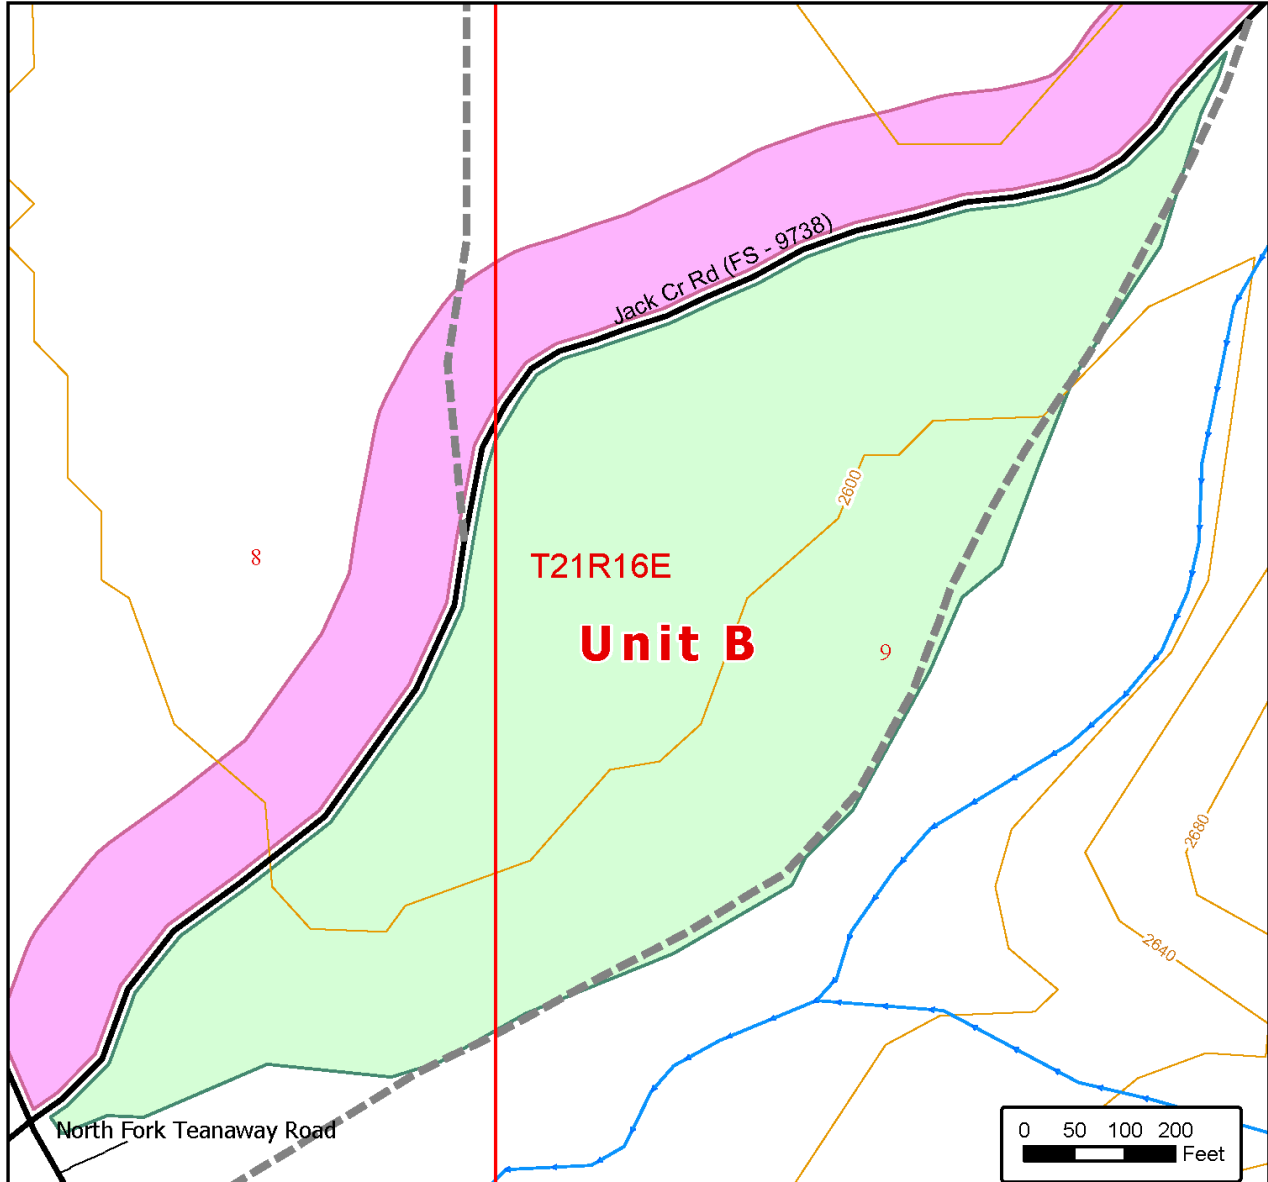 Jack Cr Rd (FS - 9738)
2600
8
T21R16E
Unit B
9
2680
2640
North Fork Teanaway Road
0 50 100 200
Feet